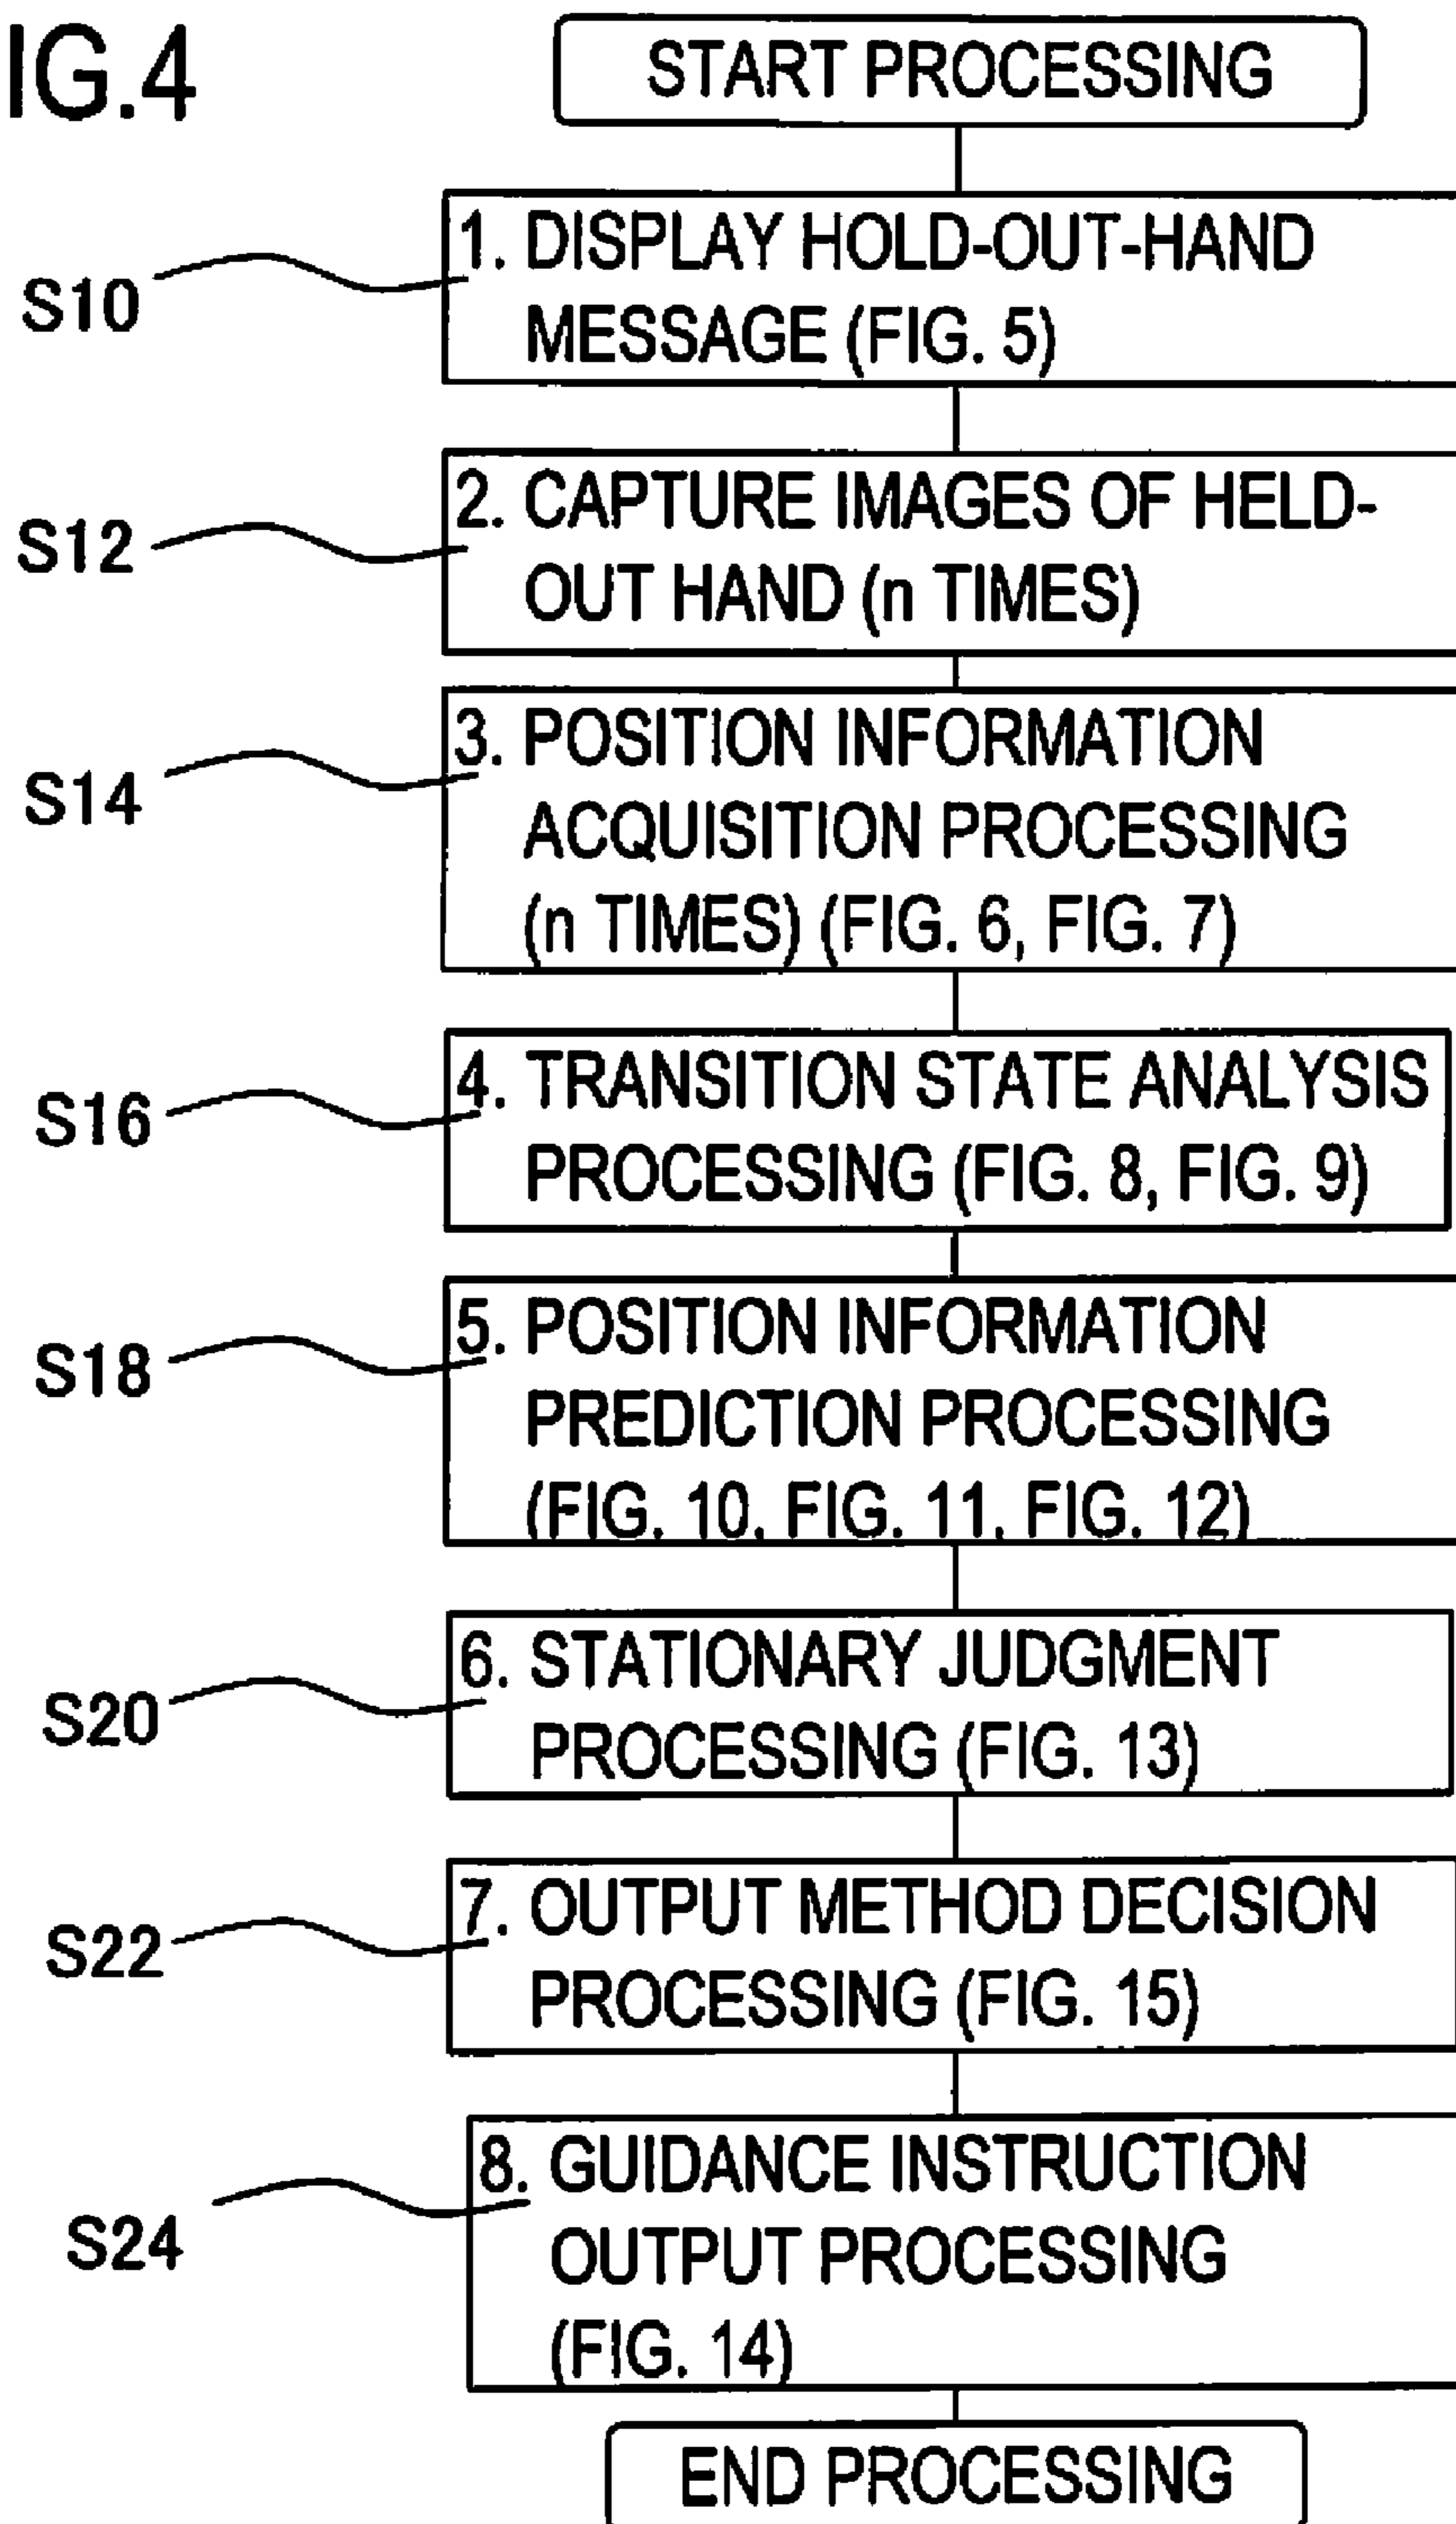 IG.4
START PROCESSING
S10
1. DISPLAY HOLD-OUT-HAND
MESSAGE (FIG. 5)
S12
2. CAPTURE IMAGES OF HELD-
OUT HAND (n TIMES)
S14
3. POSITION INFORMATION
ACQUISITION PROCESSING
(n TIMES) (FIG. 6, FIG. 7)
S16
4. TRANSITION STATE ANALYSIS
PROCESSING (FIG. 8, FIG. 9)
S18
5. POSITION INFORMATION
PREDICTION PROCESSING
(FIG. 10, FIG. 11, FIG. 12)
S20
6. STATIONARY JUDGMENT
PROCESSING (FIG. 13)
S22
7. OUTPUT METHOD DECISION
PROCESSING (FIG. 15)
S24
8. GUIDANCE INSTRUCTION
OUTPUT PROCESSING
(FIG. 14)
END PROCESSING